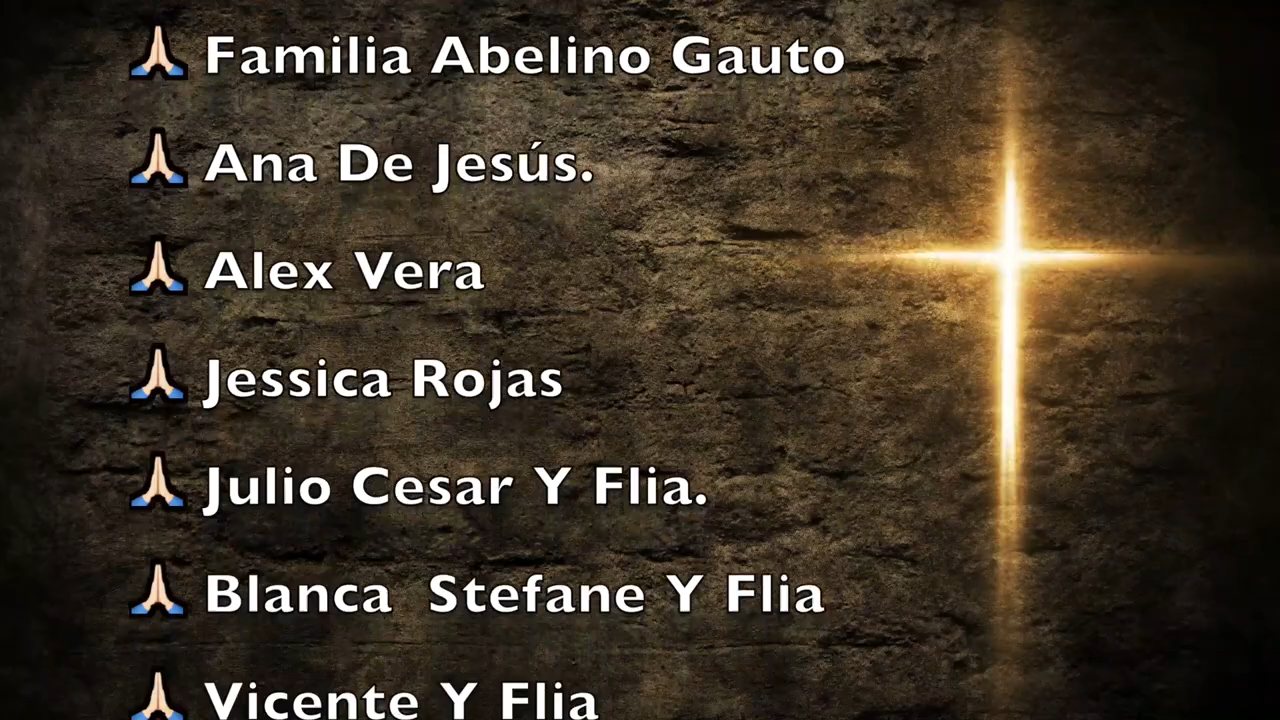 🙏🏻 Familia Abelino Gauto
🙏🏻 Ana De Jesús.
🙏🏻 Alex Vera
🙏🏻 Jessica Rojas
🙏🏻 Julio Cesar Y Flia.
🙏🏻 Blanca  Stefane Y Flia
🙏🏻 Vicente Y Flia